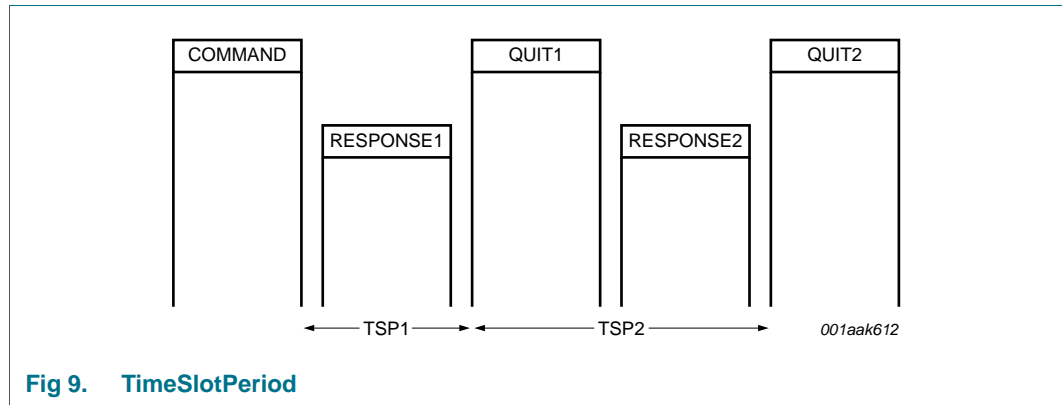 COMMAND QUIT1 QUIT2
RESPONSE1 RESPONSE2
TSP1 TSP2 001aak612
Fig 9. TimeSlotPeriod